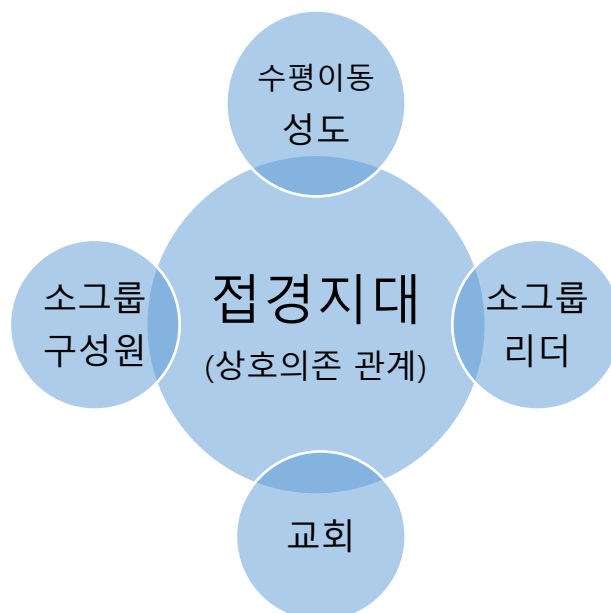 수평이동
성도
접경지대
(상호의존 관계)
소그룹
구성원
소그룹
리더
교회